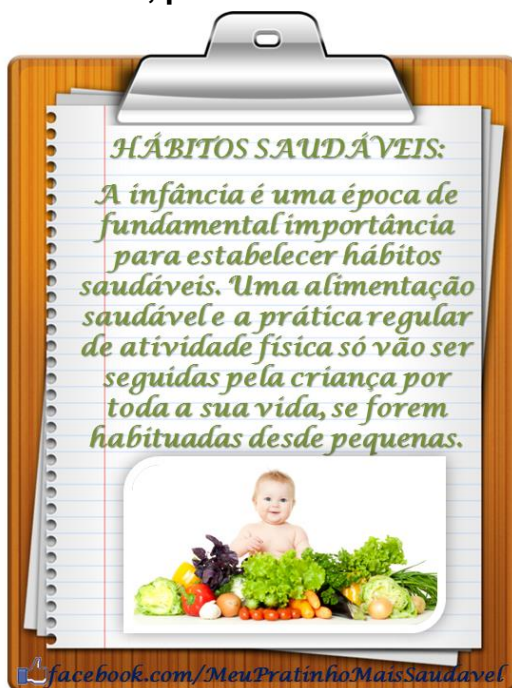 HÁBITOS SAUDÁVEIS:
A infância é uma época de
fundamental importância
para estabelecer hábitos
saudáveis. Uma alimentação
saudável e a prática regular
de atividade física só vão ser
seguidas pela criança por
toda a sua vida, se forem
habituadas desde pequenas.
facebook.com/MeuPratinhoMaisSaudavel